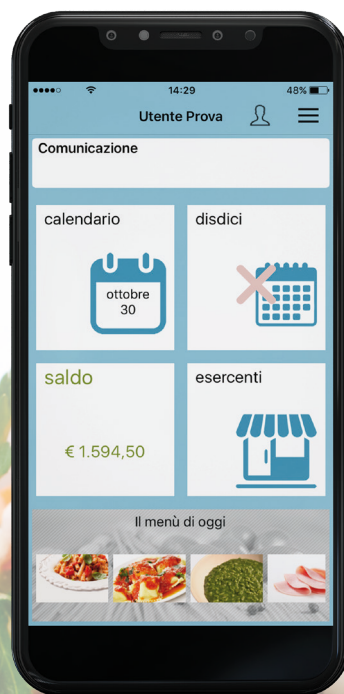 14:29
48%
Utente Prova
Comunicazione
calendario
ottobre
30
disdici
saldo
€ 1.594,50
esercenti
Il menù di oggi